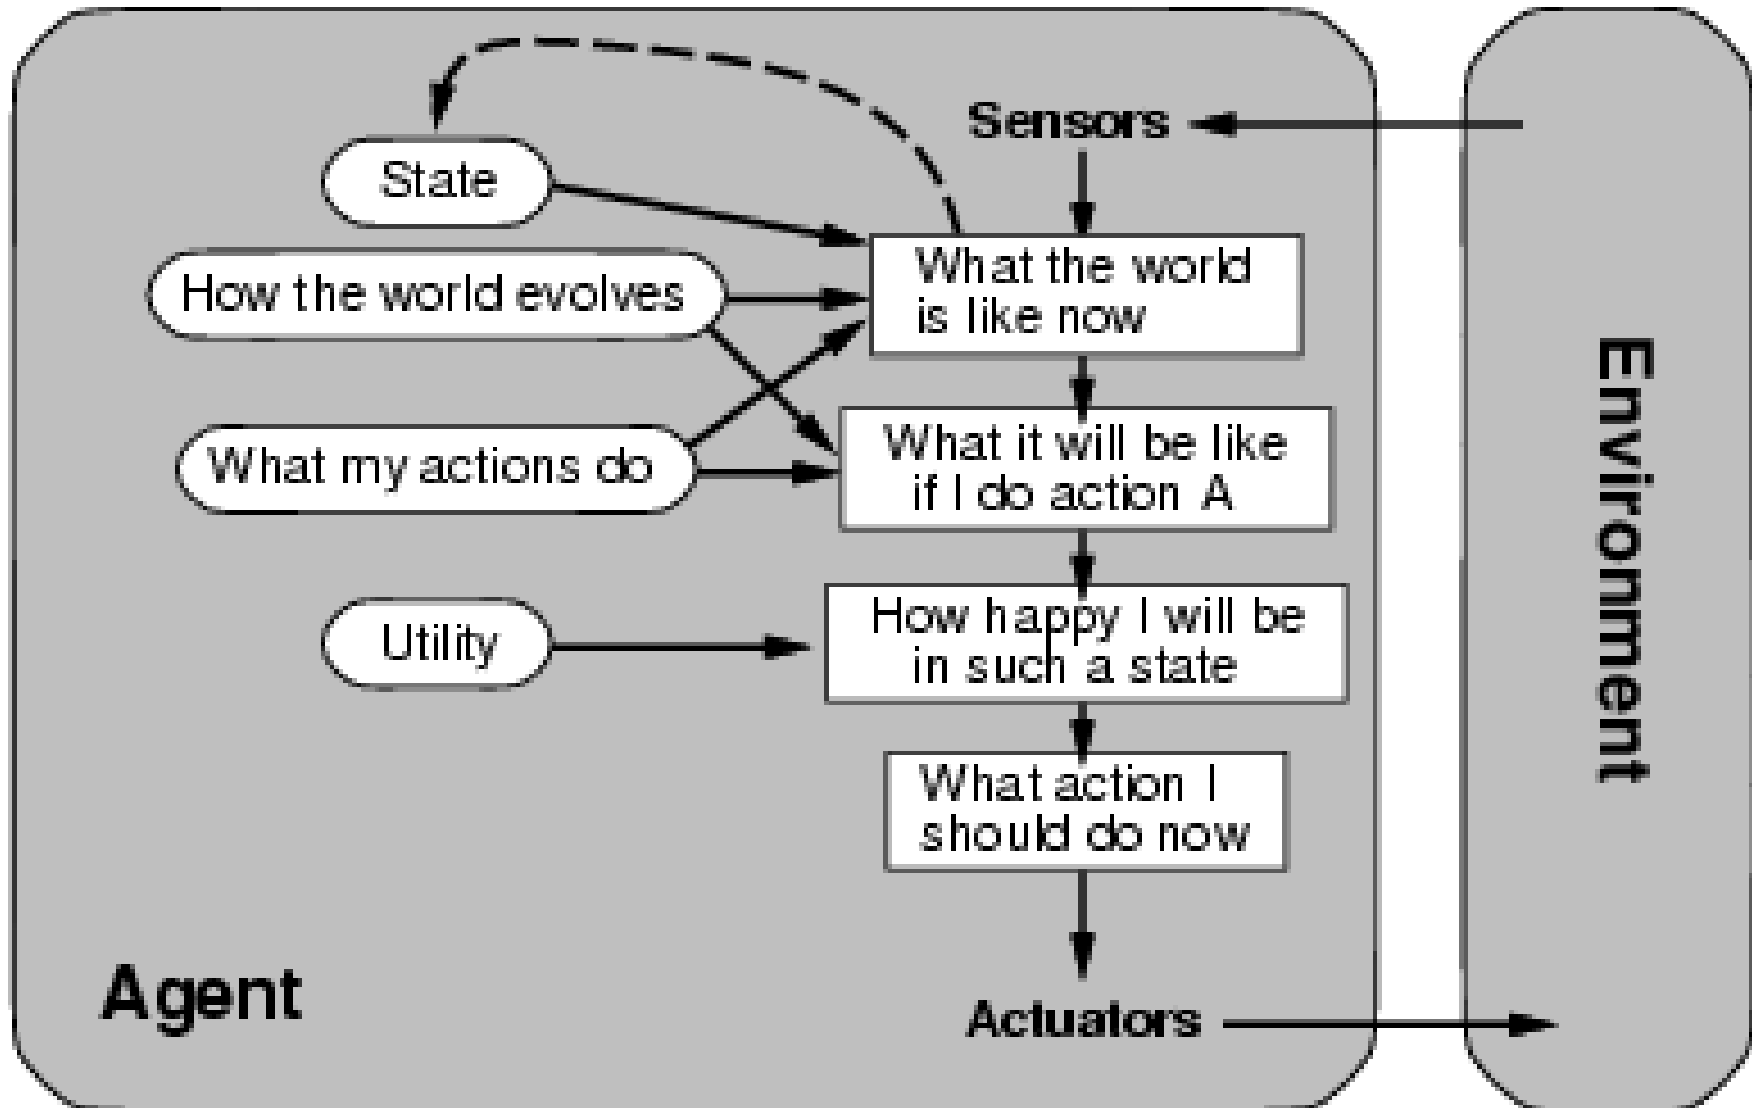 Sensors
State
What the world
is like now
How the world evolves
What it will be like
if I do action A
What my actions do
How happy I will be
in such a state
Utility
What action I
should do now
Agent
Actuators
Environment